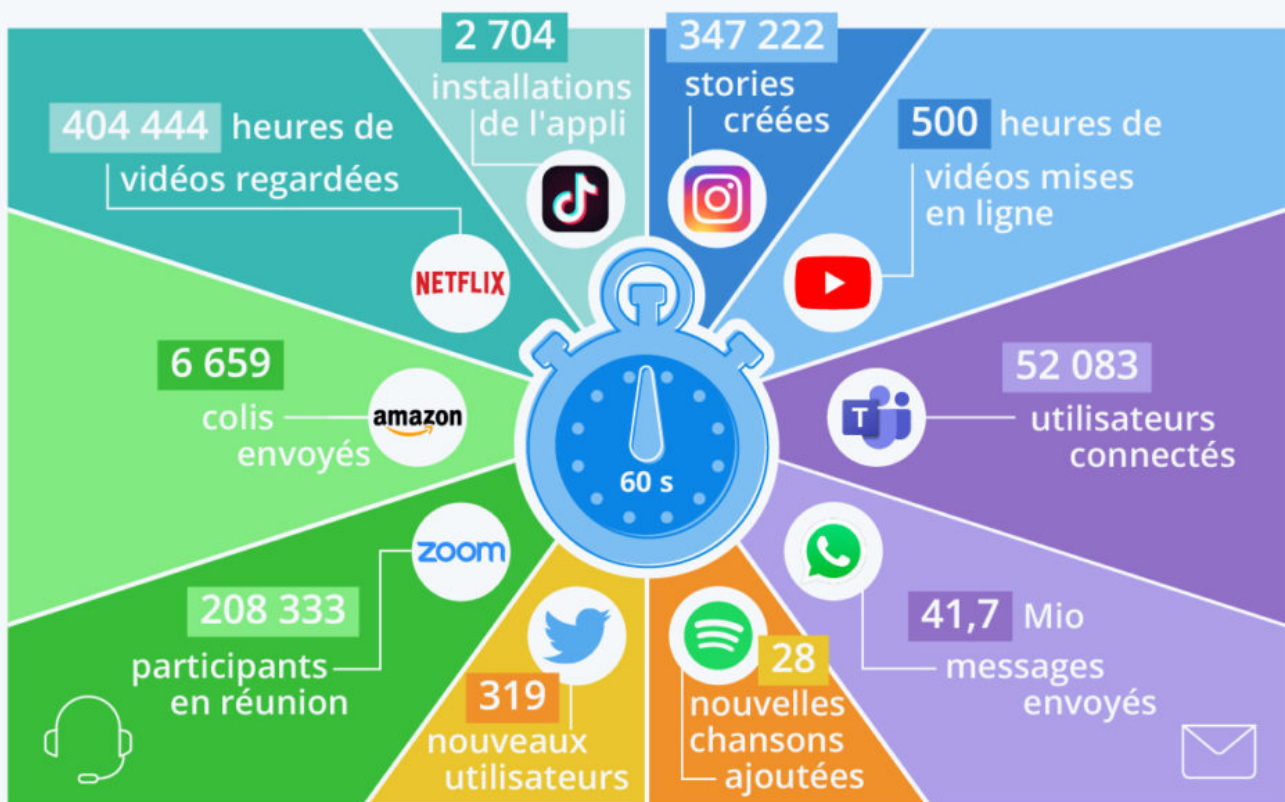 2 704
installations
de l'appli
347 222
stories
créées
404 444 heures de
vidéos regardées
500 heures de
vidéos mises
en ligne
NETFLIX
6 659
colis
envoyés
amazon
52 083
utilisateurs
connectés
T
60 s
zoom
208 333
participants
en réunion
41,7 Mio
messages
envoyés
319
nouveaux
utilisateurs
28
nouvelles
chansons
ajoutées